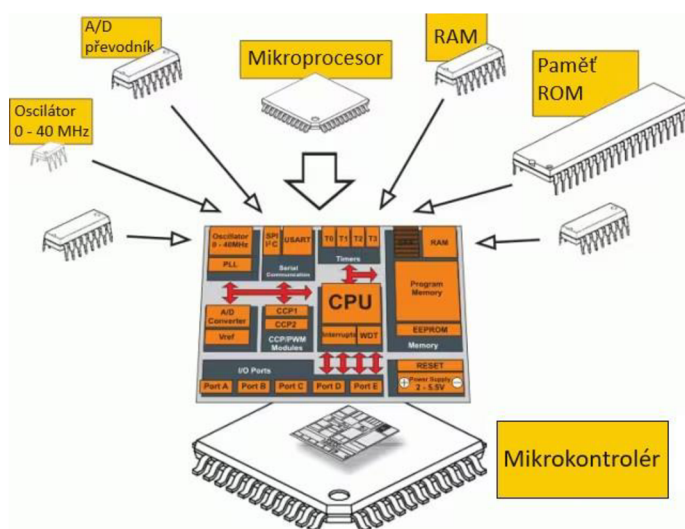 A/D
převodník
Mikroprocesor
RAM
Paměť
ROM
Oscilátor
0 - 40 MHz
Oscillator
0 - 40MHz
PLL
SPI
I²C
USART
Serial
Communication
T0 T1 T2 T3
Timers
RAM
Program
Memory
EEPROM
Memory
A/D
Converter
Vref
CCP1
CCP2
CCP/PWM
Modules
CPU
Interrupts
WDT
I/O Ports
Port A
Port B
Port C
Port D
Port E
RESET
Power Supply
2 - 5.5V
Mikrokontrolér